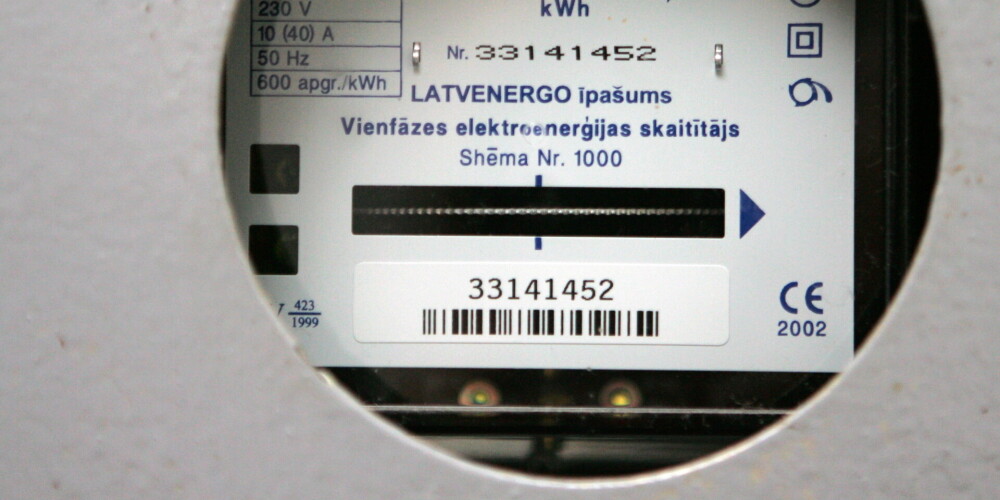 230 V
10 (40) A
50 Hz
600 apgr./kWh
kWh
Nr. 33141452
LATVENERGO īpašums
Vienfāzes elektroenerģijas skaitītājs
Shēma Nr. 1000
33141452
423
1999
CE
2002